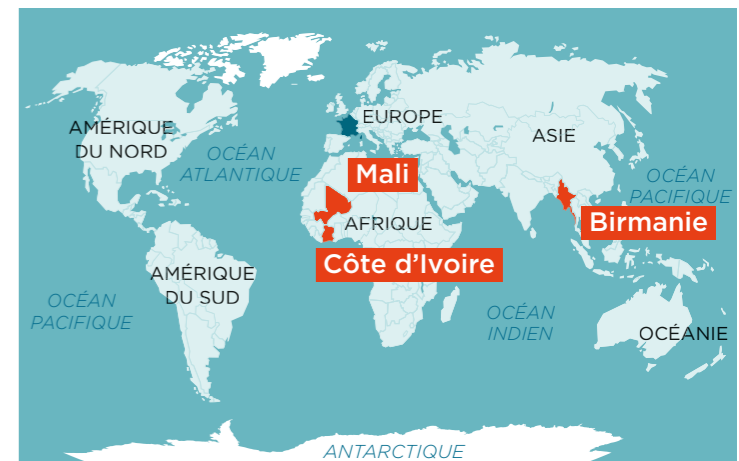 EUROPE
AMÉRIQUE
DU NORD
ASIE
OCÉAN
ATLANTIQUE
Mali
OCÉAN
PACIFIQUE
AFRIQUE
Birmanie
Côte d’Ivoire
AMÉRIQUE
DU SUD
OCÉAN
PACIFIQUE
OCÉAN
INDIEN
OCÉANIE
ANTARCTIQUE